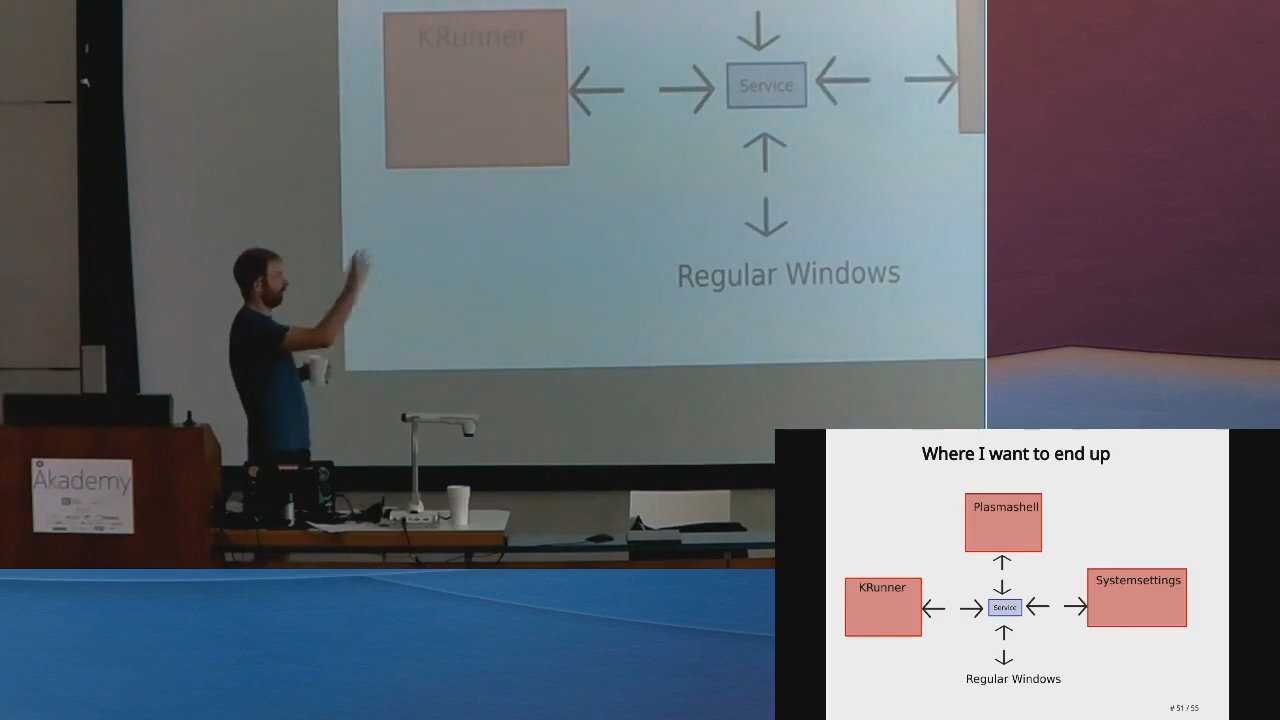 KRunner
Service
Regular Windows
Akademy
Where I want to end up
Plasmashell
KRunner
Systemsettings
Service
Regular Windows
# 51 / 55